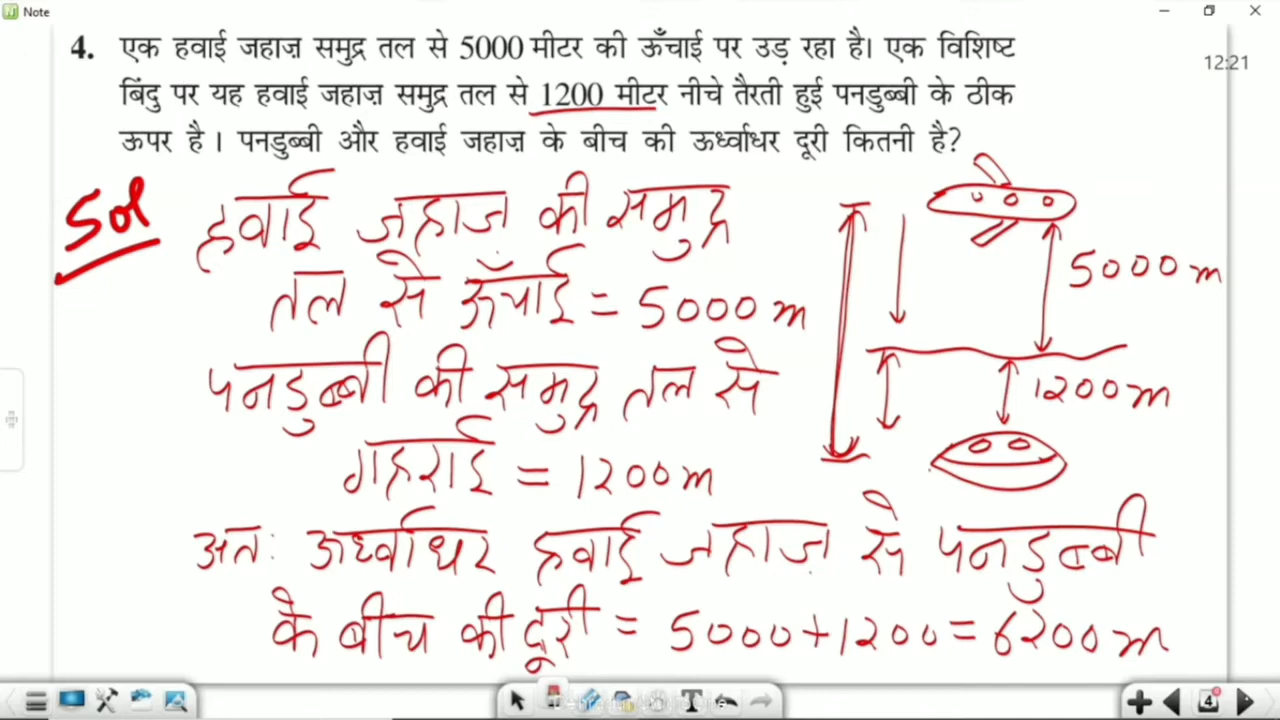 Note
4. एक हवाई जहाज़ समुद्र तल से 5000 मीटर की ऊँचाई पर उड़ रहा है। एक विशिष्ट
12:21
बिंदु पर यह हवाई जहाज़ समुद्र तल से 1200 मीटर नीचे तैरती हुई पनडुब्बी के ठीक
ऊपर है। पनडुब्बी और हवाई जहाज़ के बीच की ऊर्ध्वाधर दूरी कितनी है?
Sol हवाई जहाज की समुद्र
तल से ऊँचाई = 5000 m
5000 m
पनडुब्बी की समुद्र तल से
1200 m
गहराई = 1200 m
अतः ऊर्ध्वाधर हवाई जहाज़ से पनडुब्बी
के बीच की दूरी = 5000 + 1200 = 6200 m
4